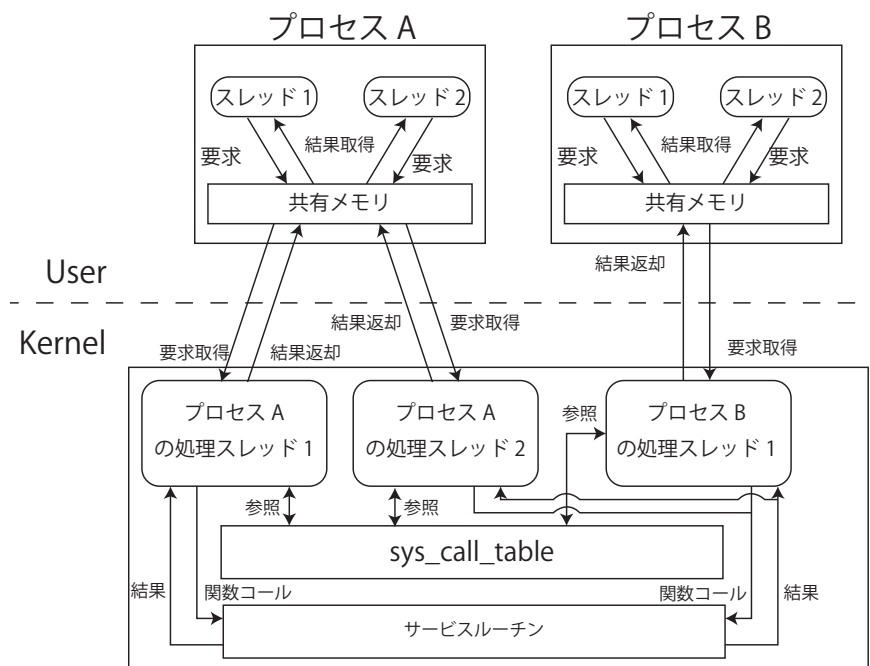 プロセス A
プロセス B
スレッド 1
スレッド 2
スレッド 1
スレッド 2
結果取得
結果取得
要求
要求
要求
要求
共有メモリ
共有メモリ
User
結果返却
Kernel
結果返却
要求取得
要求取得
結果返却
要求取得
プロセス A
の処理スレッド 1
プロセス A
の処理スレッド 2
参照
プロセス B
の処理スレッド 1
参照
参照
sys_call_table
結果
関数コール
関数コール
結果
サービスルーチン